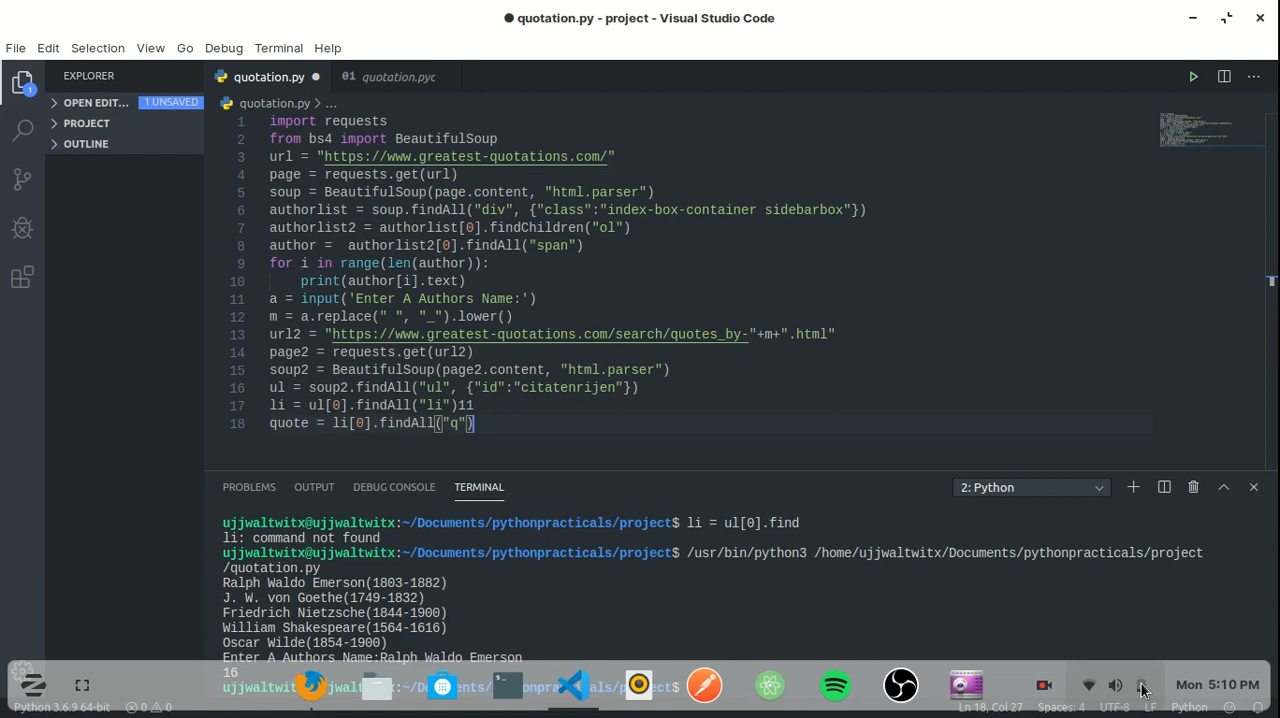 ● quotation.py - project - Visual Studio Code
File Edit Selection View Go Debug Terminal Help
EXPLORER
OPEN EDIT... 1 UNSAVED
PROJECT
OUTLINE
1
quotation.py ●
01 quotation.pyc
quotation.py > ...
1 import requests
2 from bs4 import BeautifulSoup
3 url = "https://www.greatest-quotations.com/"
4 page = requests.get(url)
5 soup = BeautifulSoup(page.content, "html.parser")
6 authorlist = soup.findAll("div", {"class":"index-box-container sidebarbox"})
7 authorlist2 = authorlist[0].findChildren("ol")
8 author =  authorlist2[0].findAll("span")
9 for i in range(len(author)):
10     print(author[i].text)
11 a = input('Enter A Authors Name:')
12 m = a.replace(" ", "_").lower()
13 url2 = "https://www.greatest-quotations.com/search/quotes_by-"+m+".html"
14 page2 = requests.get(url2)
15 soup2 = BeautifulSoup(page2.content, "html.parser")
16 ul = soup2.findAll("ul", {"id":"citatenrijen"})
17 li = ul[0].findAll("li")11
18 quote = li[0].findAll("q")
PROBLEMS OUTPUT DEBUG CONSOLE TERMINAL 2: Python
ujjwaltwitx@ujjwaltwitx:~/Documents/pythonpracticals/project$ li = ul[0].find
li: command not found
ujjwaltwitx@ujjwaltwitx:~/Documents/pythonpracticals/project$ /usr/bin/python3 /home/ujjwaltwitx/Documents/pythonpracticals/project
/quotation.py
Ralph Waldo Emerson(1803-1882)
J. W. von Goethe(1749-1832)
Friedrich Nietzsche(1844-1900)
William Shakespeare(1564-1616)
Oscar Wilde(1854-1900)
Enter A Authors Name:Ralph Waldo Emerson
16
ujjwaltwitx@ujjwaltwitx:~/Documents/pythonpracticals/project$
Mon 5:10 PM
Python 3.6.9 64-bit 0 0 Ln 18, Col 27 Spaces: 4 UTF-8 LF Python